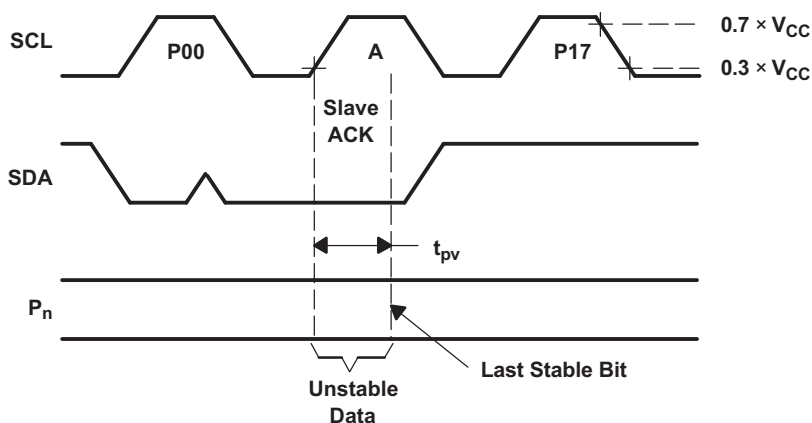 SCL
P00
A
P17
0.7 × VCC
0.3 × VCC
Slave
ACK
SDA
tpv
Pn
Last Stable Bit
Unstable
Data